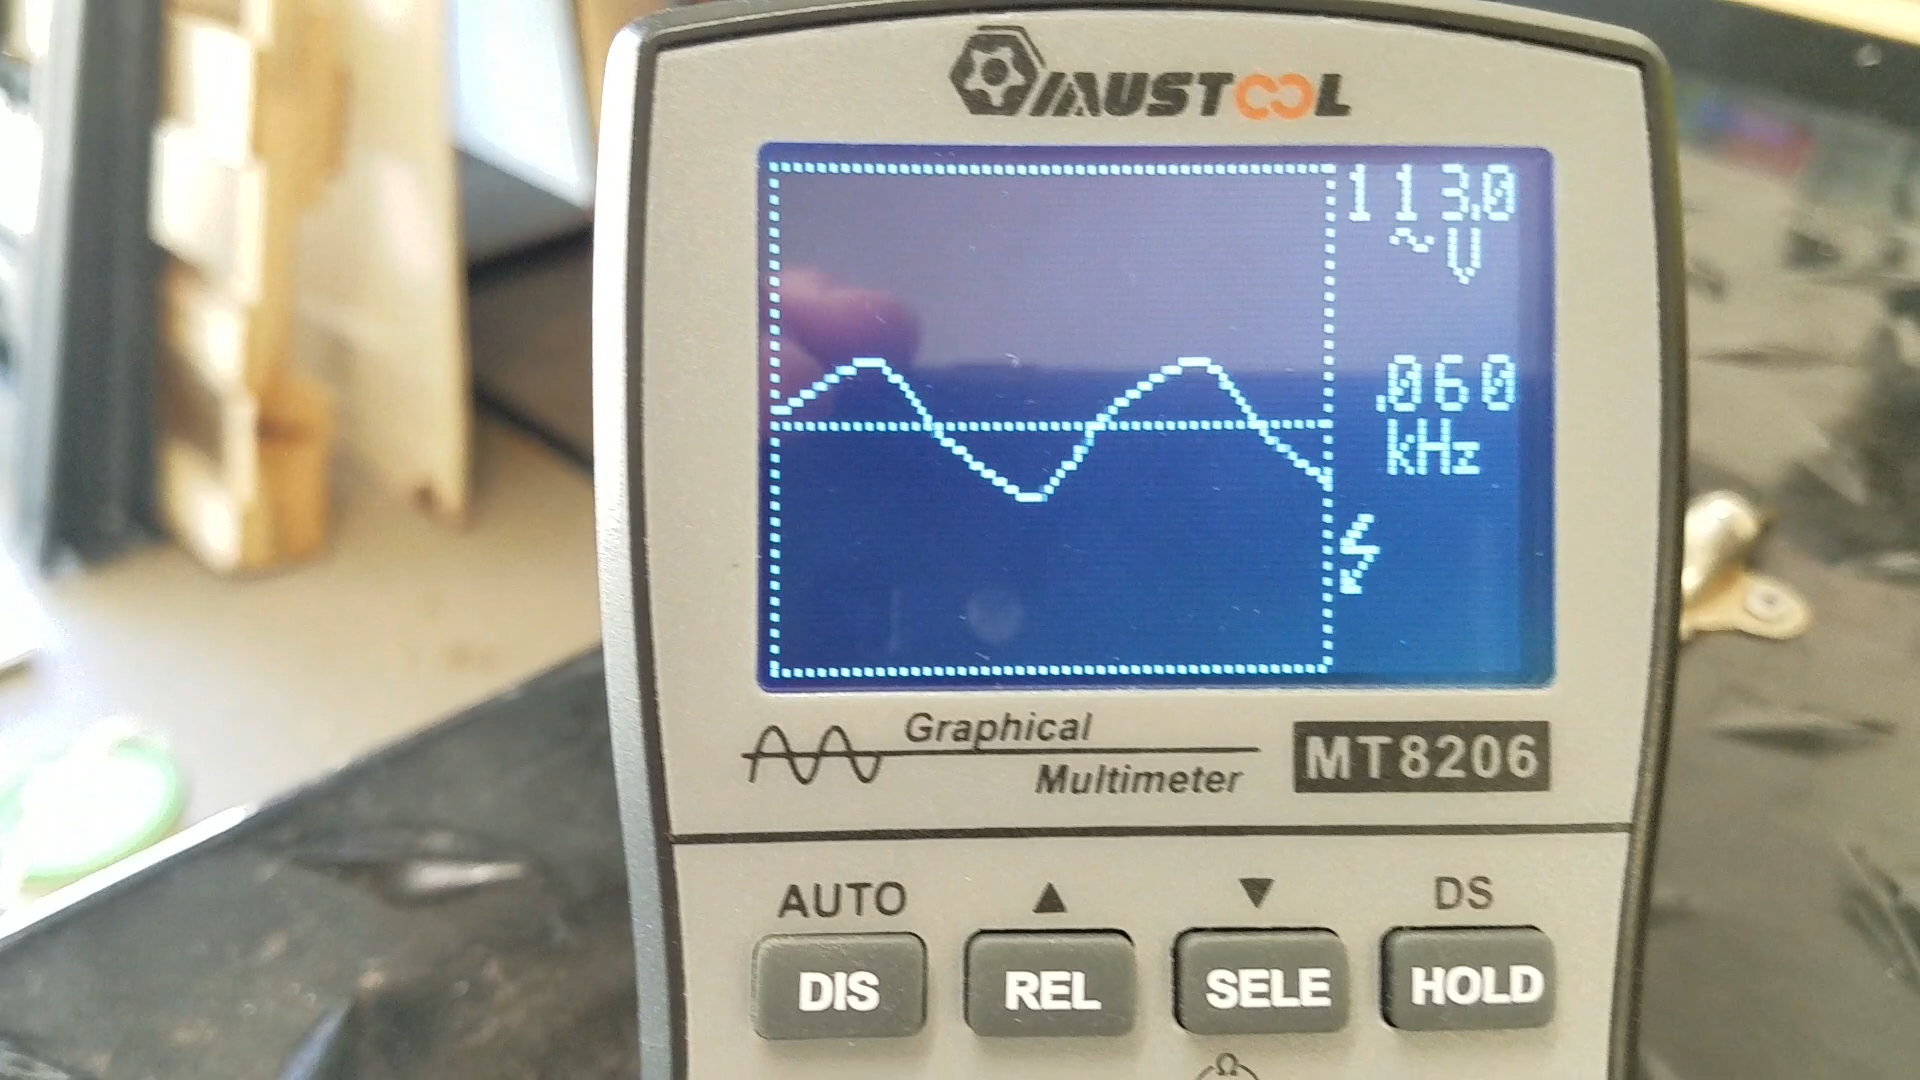 MUSTOOL
113.0
~V
.060
kHz
Graphical
Multimeter
MT8206
AUTO ▲ ▼ DS
DIS REL SELE HOLD
Ω